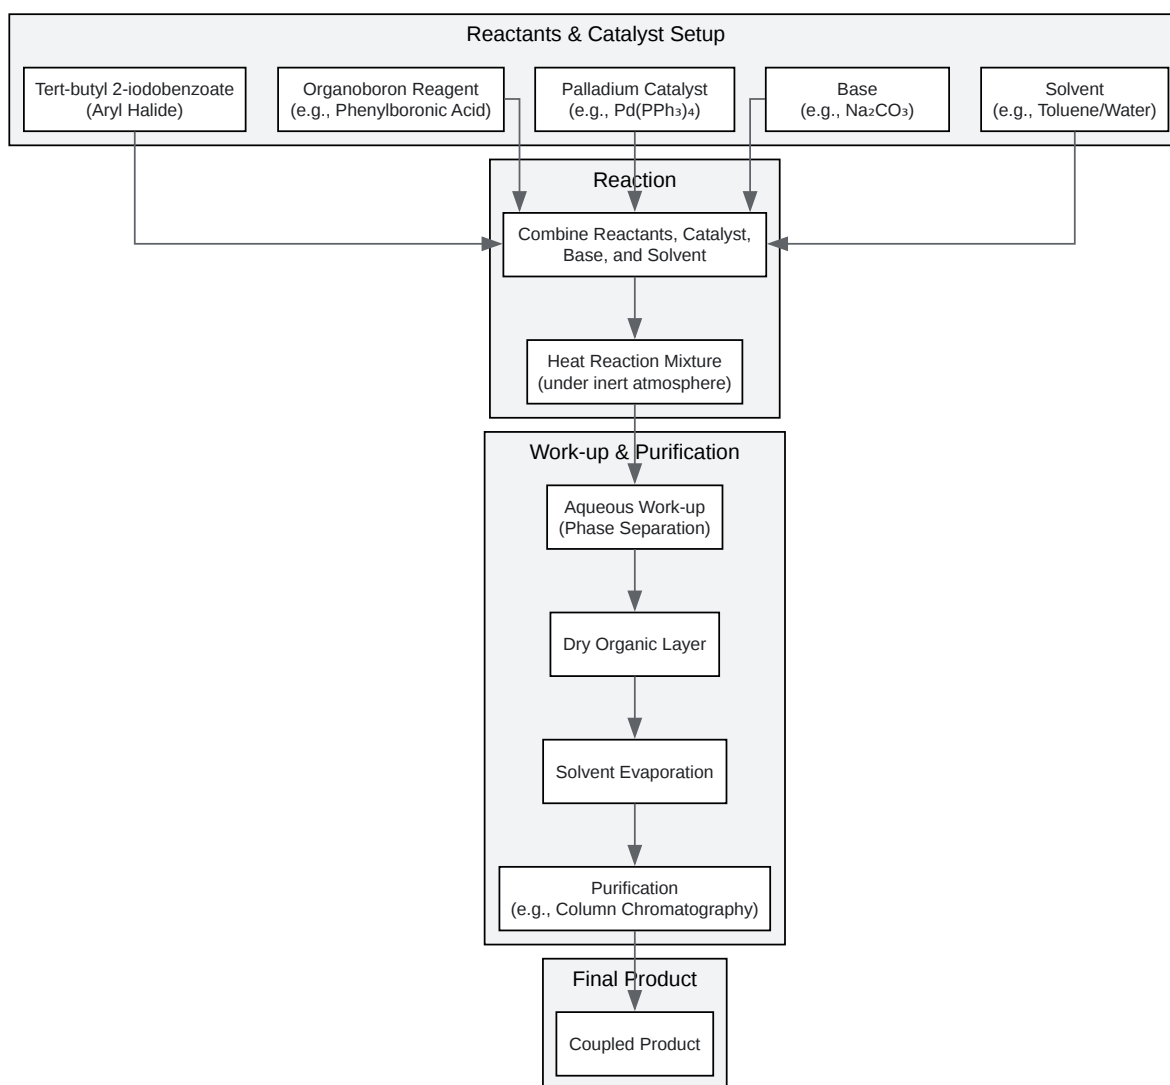 Reactants & Catalyst Setup
Tert-butyl 2-iodobenzoate
(Aryl Halide)
Organoboron Reagent
(e.g., Phenylboronic Acid)
Palladium Catalyst
(e.g., Pd(PPh₃)₄)
Base
(e.g., Na₂CO₃)
Solvent
(e.g., Toluene/Water)
Reaction
Combine Reactants, Catalyst,
Base, and Solvent
Heat Reaction Mixture
(under inert atmosphere)
Work-up & Purification
Aqueous Work-up
(Phase Separation)
Dry Organic Layer
Solvent Evaporation
Purification
(e.g., Column Chromatography)
Final Product
Coupled Product